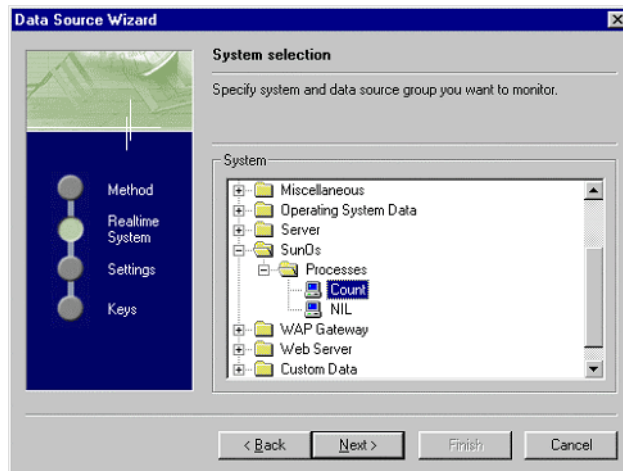 Data Source Wizard
System selection
Specify system and data source group you want to monitor.
Method
Realtime
System
Settings
Keys
System
Miscellaneous
Operating System Data
Server
SunOs
Processes
Count
NIL
WAP Gateway
Web Server
Custom Data
< Back
Next >
Finish
Cancel